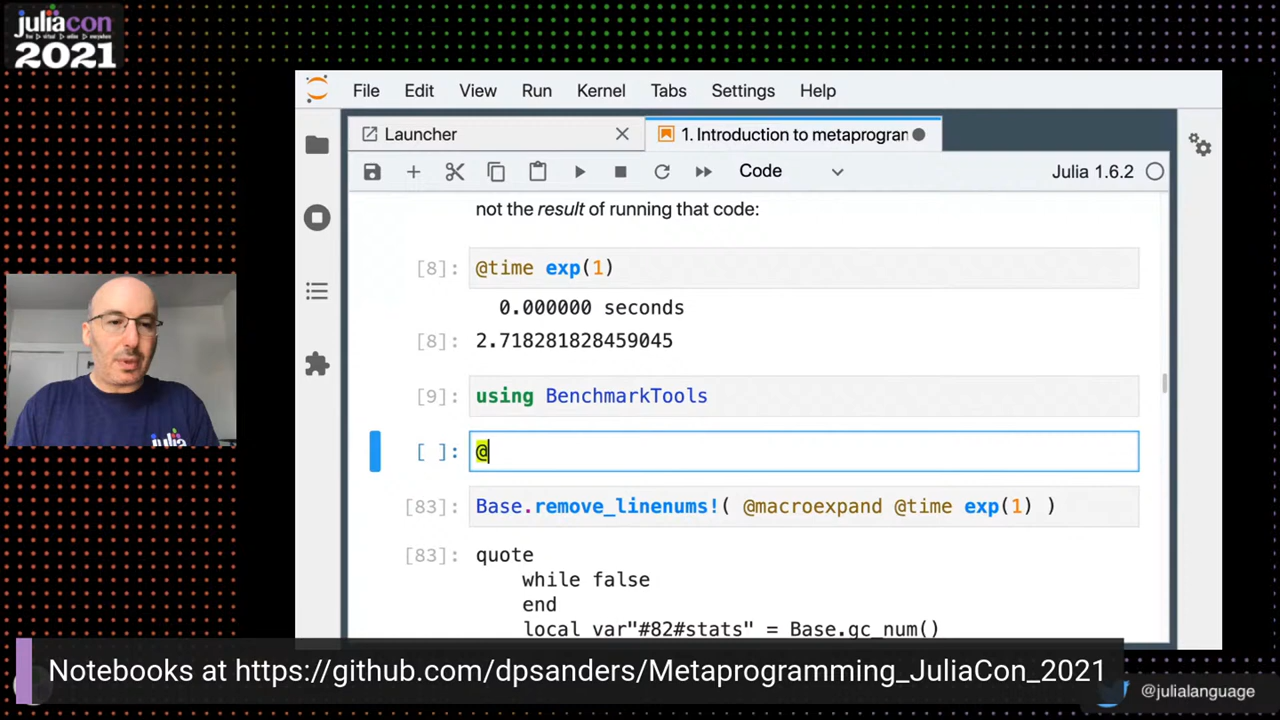 juliacon
2021
File Edit View Run Kernel Tabs Settings Help
Launcher
1. Introduction to metaprogram
Code
Julia 1.6.2
not the result of running that code:
[8]: @time exp(1)
0.000000 seconds
[8]: 2.718281828459045
[9]: using BenchmarkTools
[ ]: @
[83]: Base.remove_linenums!( @macroexpand @time exp(1) )
[83]: quote
while false
end
local var"#82#stats" = Base.gc_num()
julia
Notebooks at https://github.com/dpsanders/Metaprogramming_JuliaCon_2021
@julialanguage